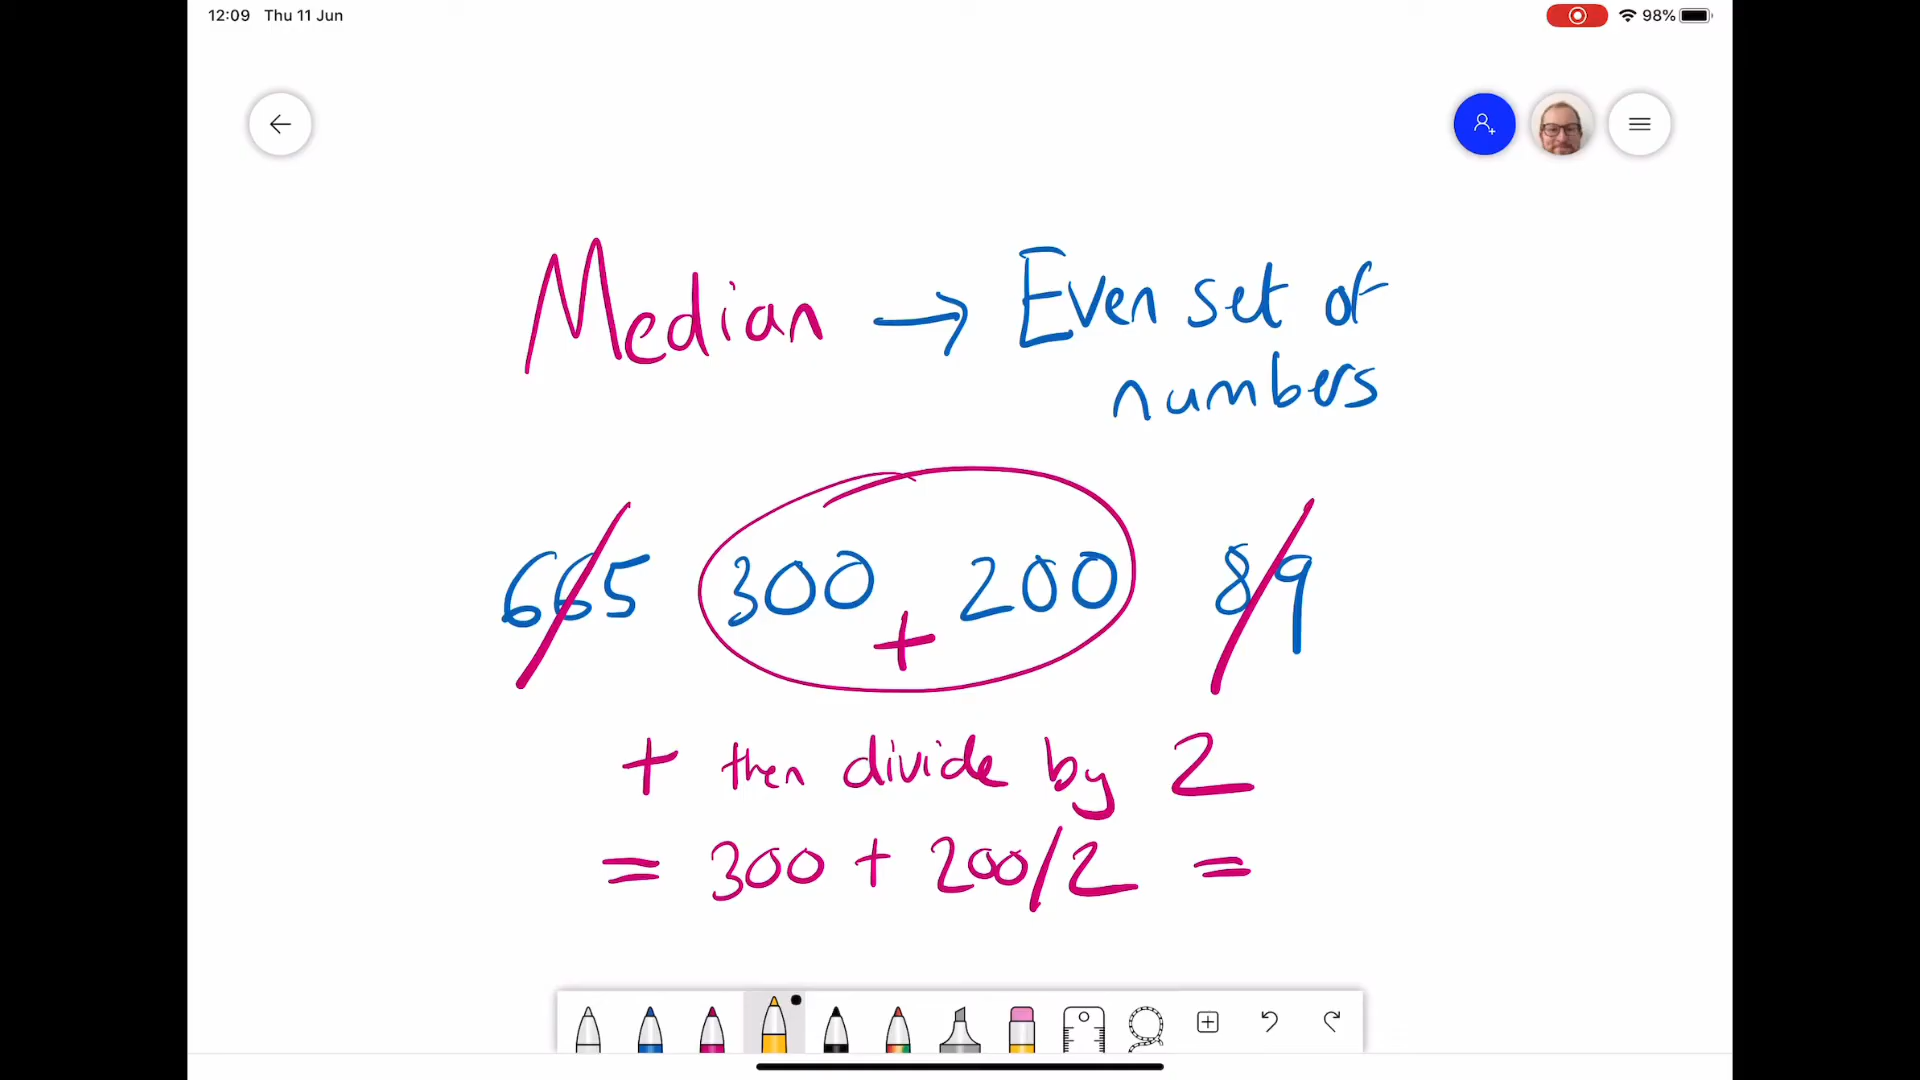 12:09 Thu 11 Jun 98%
Median → Even set of
numbers
665 300 + 200 89
+ then divide by 2
= 300 + 200/2 =